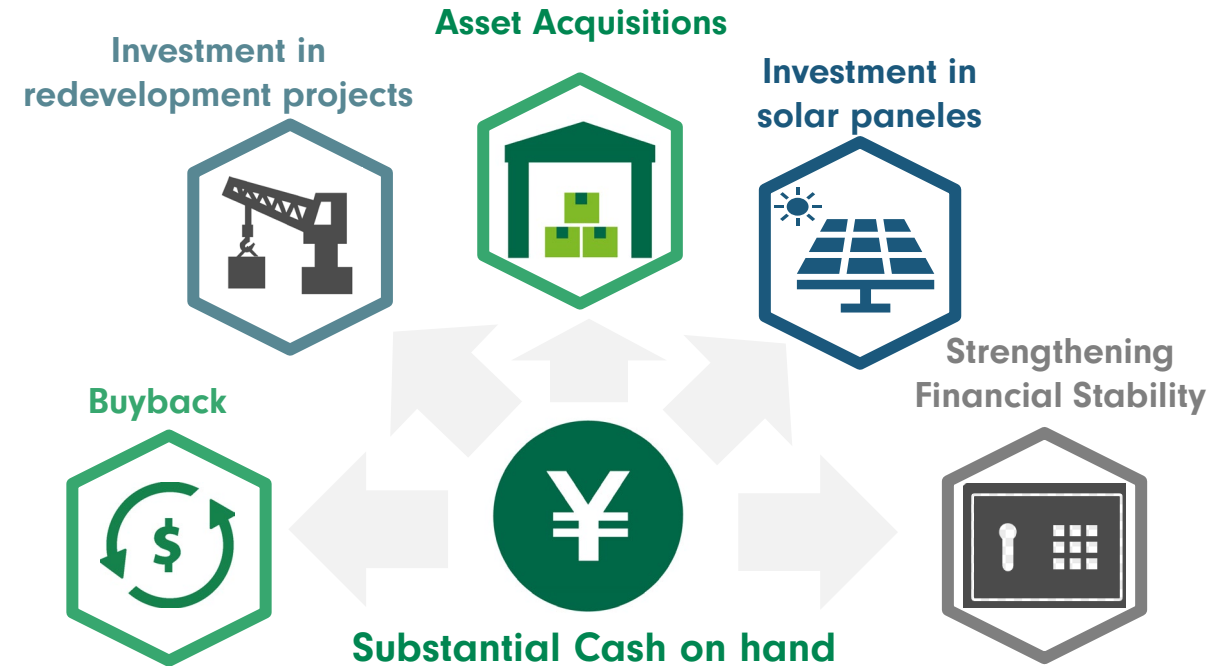 Asset Acquisitions
Investment in
redevelopment projects
Investment in
solar paneles
Strengthening
Financial Stability
Buyback
$
¥
Substantial Cash on hand